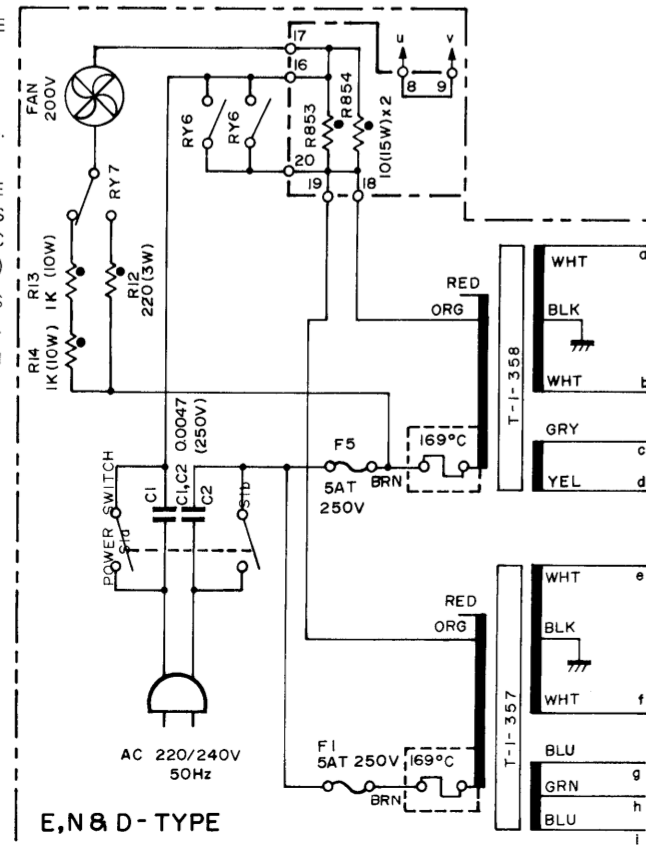 17
16
FAN
200V
RY6
RY6
R853
R854
10(15W)x2
u
v
8
9
20
19
18
RY7
R13
1K (10W)
R12
220(3W)
R14
1K(10W)
RED
ORG
T-1-358
WHT
a
BLK
WHT
b
GRY
c
YEL
d
F5
5AT
250V
BRN
169°C
POWER SWITCH
S1a
C1
C1,C2 0.0047
(250V)
C2
S1b
AC 220/240V
50Hz
RED
ORG
T-1-357
WHT
e
BLK
WHT
f
BLU
g
GRN
h
BLU
i
F1
5AT 250V
169°C
BRN
E,N & D-TYPE